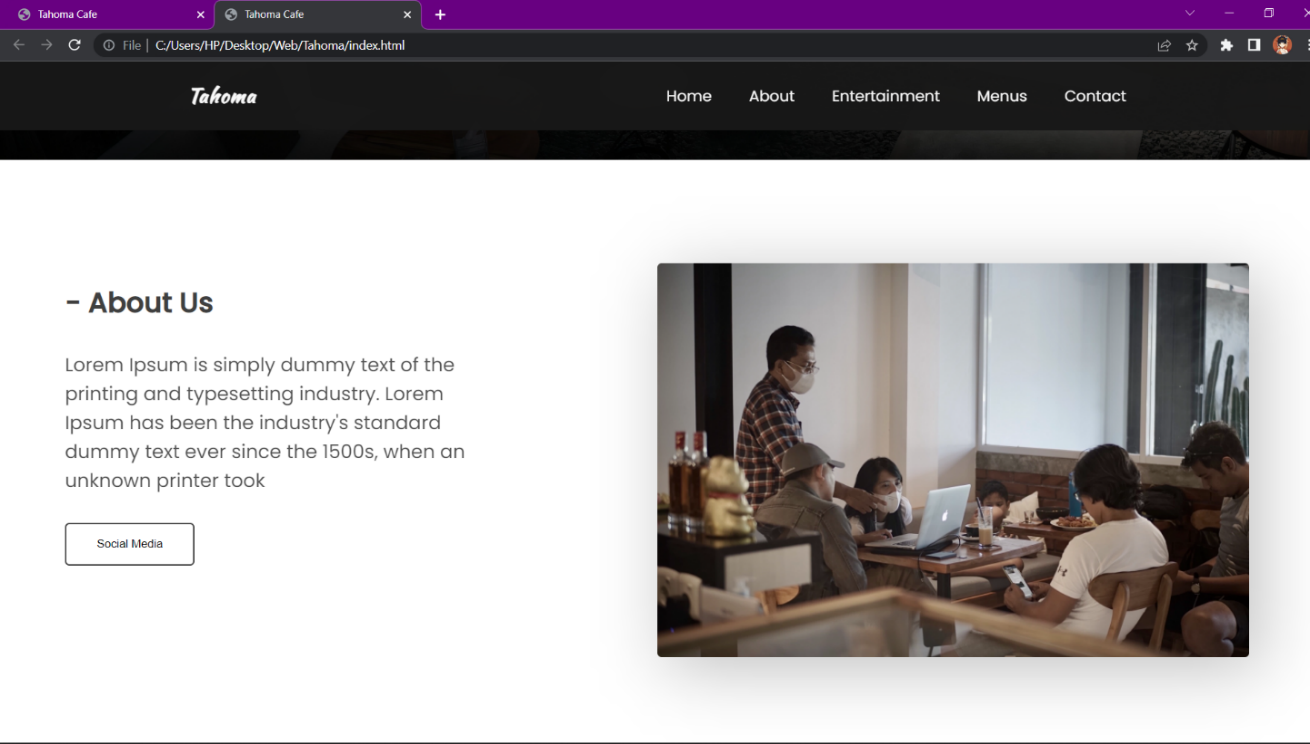 Tahoma Cafe
Tahoma Cafe
File | C:/Users/HP/Desktop/Web/Tahoma/index.html
Tahoma
Home About Entertainment Menus Contact
- About Us
Lorem Ipsum is simply dummy text of the
printing and typesetting industry. Lorem
Ipsum has been the industry's standard
dummy text ever since the 1500s, when an
unknown printer took
Social Media